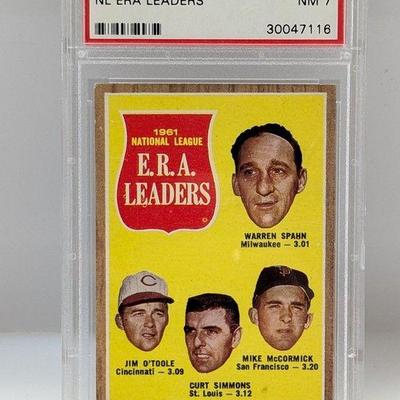 NL ERA LEADERS NM 7
30047116
1961
NATIONAL LEAGUE
E.R.A.
LEADERS
WARREN SPAHN
Milwaukee — 3.01
JIM O'TOOLE
Cincinnati — 3.09
MIKE McCORMICK
San Francisco — 3.20
CURT SIMMONS
St. Louis — 3.12